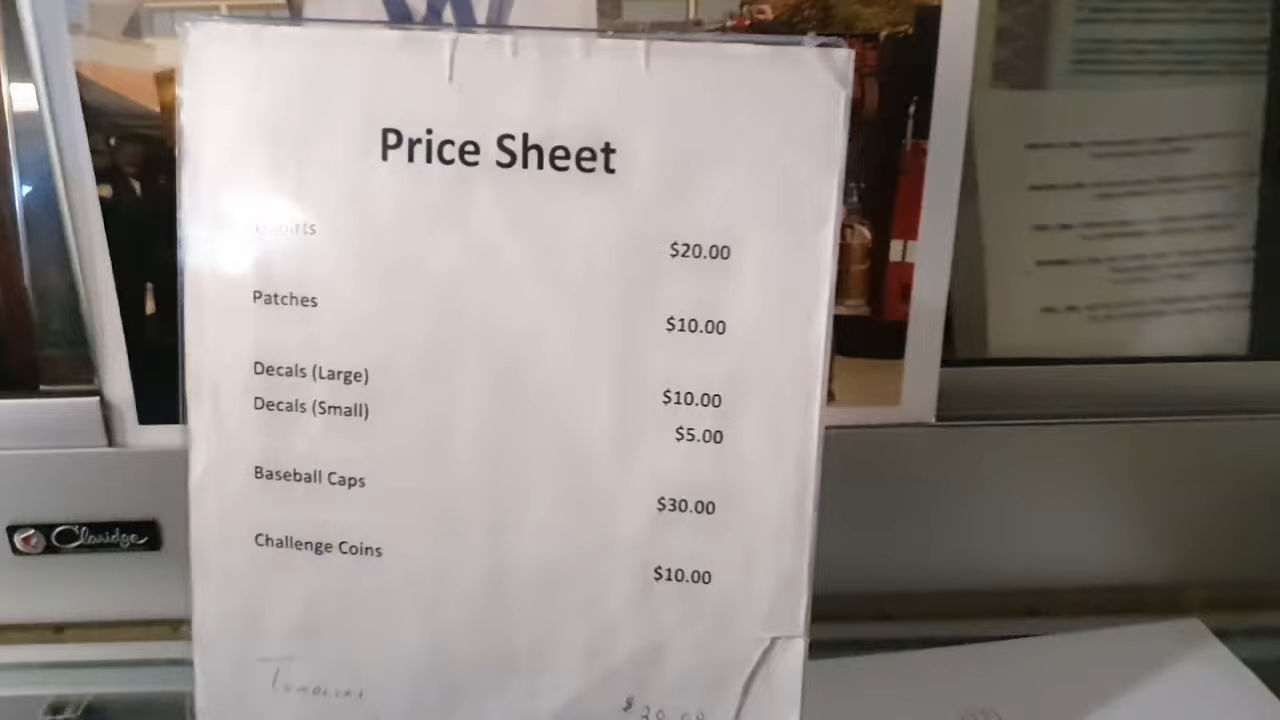 Price Sheet
$20.00
Patches
$10.00
Decals (Large)
$10.00
Decals (Small)
$5.00
Baseball Caps
$30.00
Challenge Coins
$10.00
Claridge